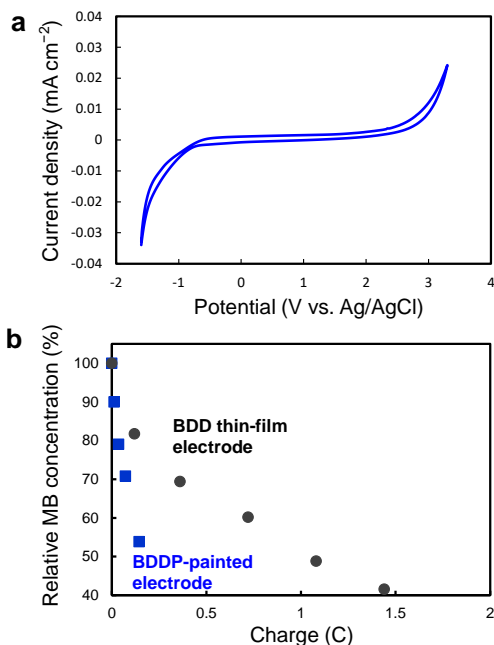 a
Current density (mA cm⁻²)
0.04
0.03
0.02
0.01
0
-0.01
-0.02
-0.03
-0.04
-2
-1
0
1
2
3
4
Potential (V vs. Ag/AgCl)
b
Relative MB concentration (%)
100
90
80
70
60
50
40
BDD thin-film
electrode
BDDP-painted
electrode
0
0.5
1
1.5
2
Charge (C)